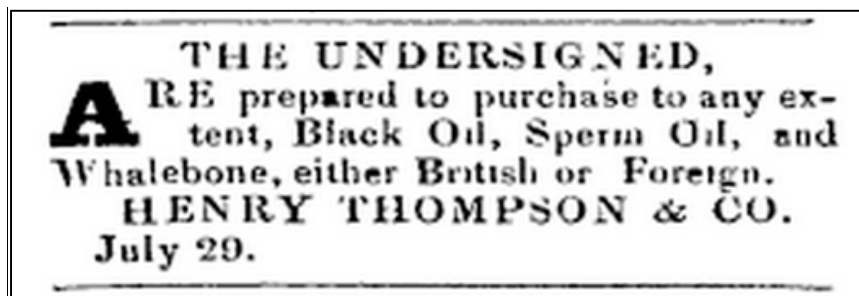 THE UNDERSIGNED,
ARE prepared to purchase to any ex-
tent, Black Oil, Sperm Oil, and
Whalebone, either British or Foreign.
HENRY THOMPSON & CO.
July 29.